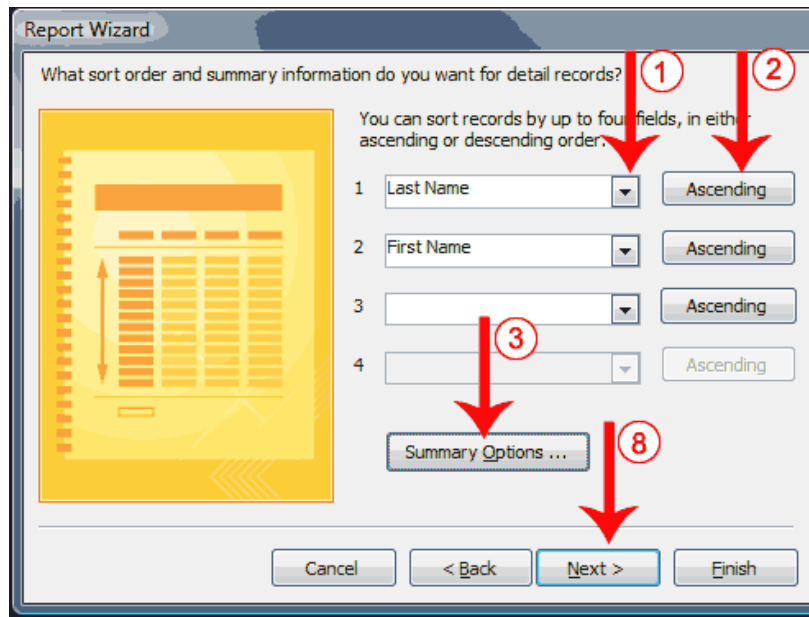 Report Wizard
What sort order and summary information do you want for detail records?
1
2
You can sort records by up to four fields, in either
ascending or descending order.
1 Last Name Ascending
2 First Name Ascending
3 Ascending
3
4 Ascending
Summary Options ...
8
Cancel < Back Next > Finish